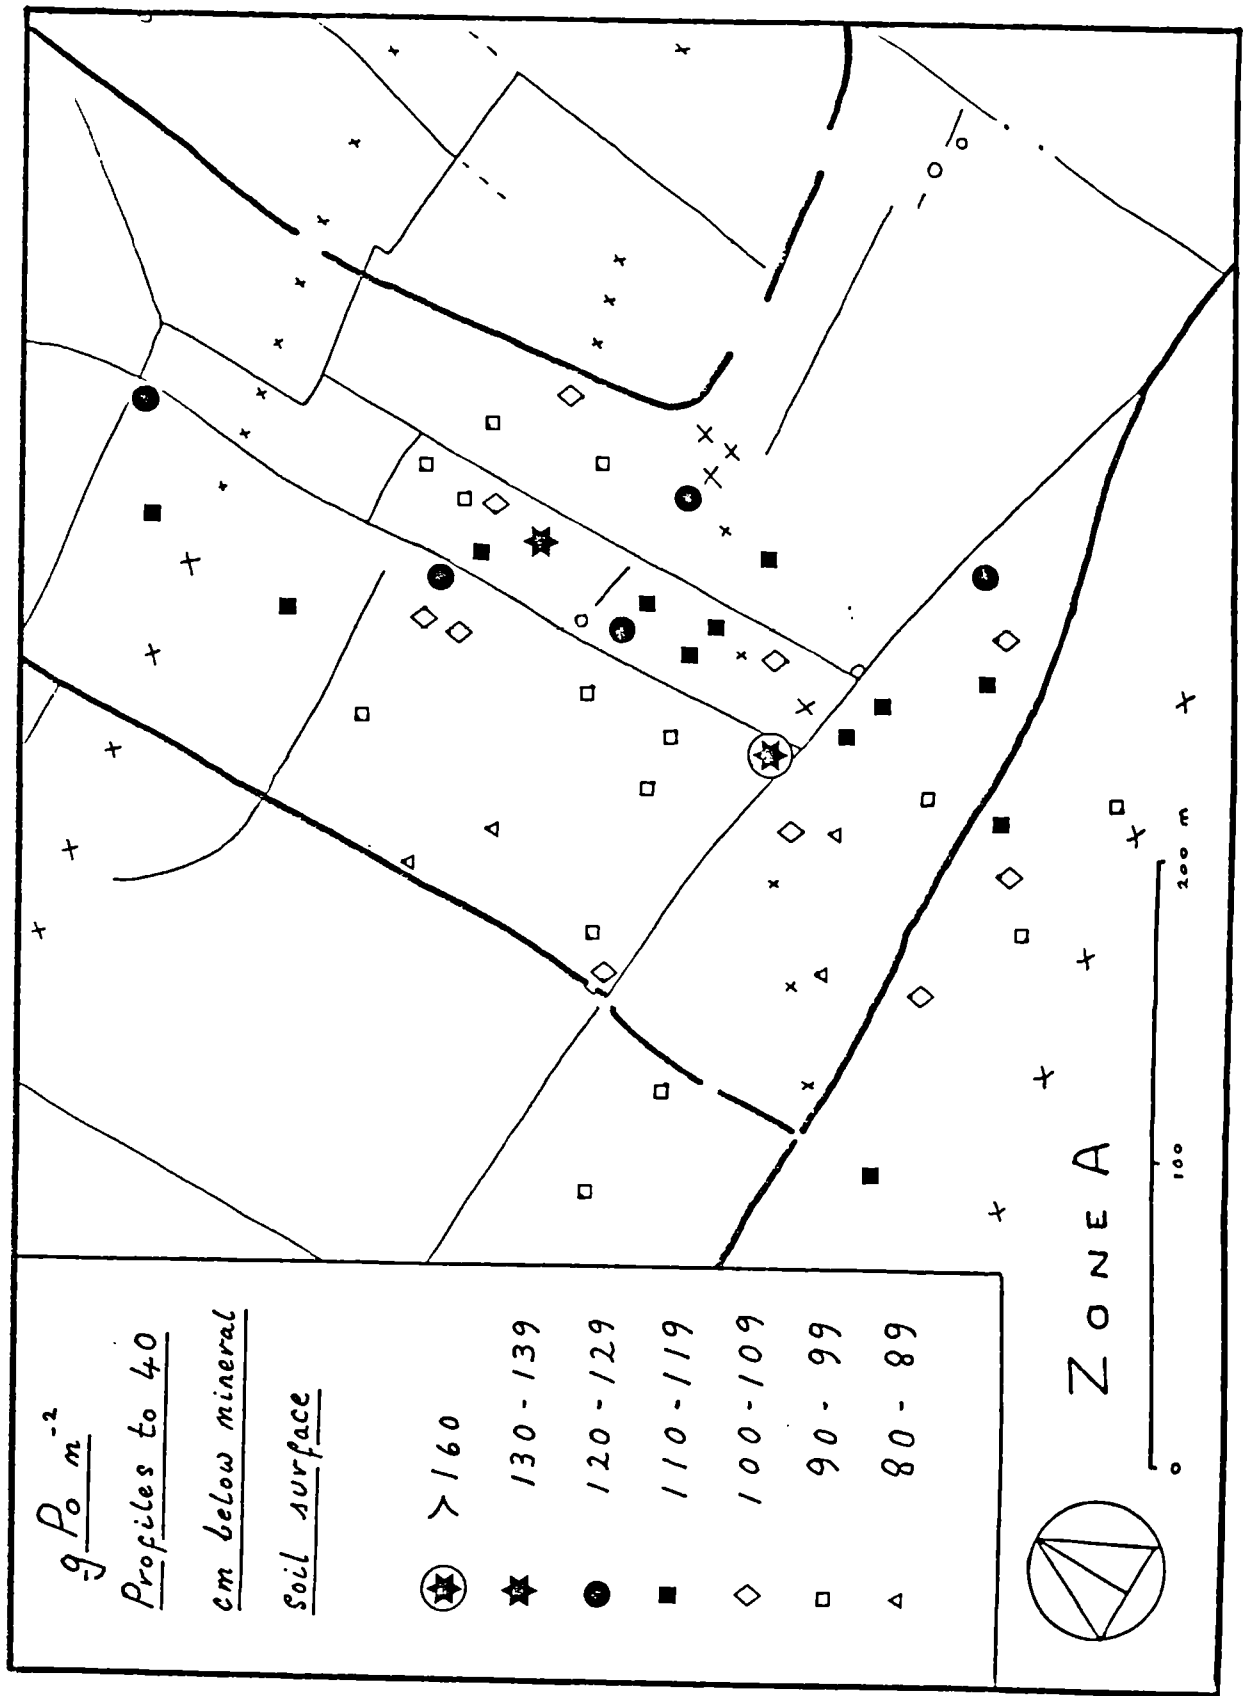 g Po m⁻²
Profiles to 40
cm below mineral
soil surface
>160
130 - 139
120 - 129
110 - 119
100 - 109
90 - 99
80 - 89
ZONE A
0 100 200 m